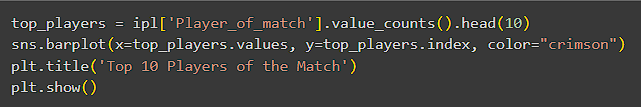 top_players = ipl['Player_of_match'].value_counts().head(10)
sns.barplot(x=top_players.values, y=top_players.index, color="crimson")
plt.title('Top 10 Players of the Match')
plt.show()